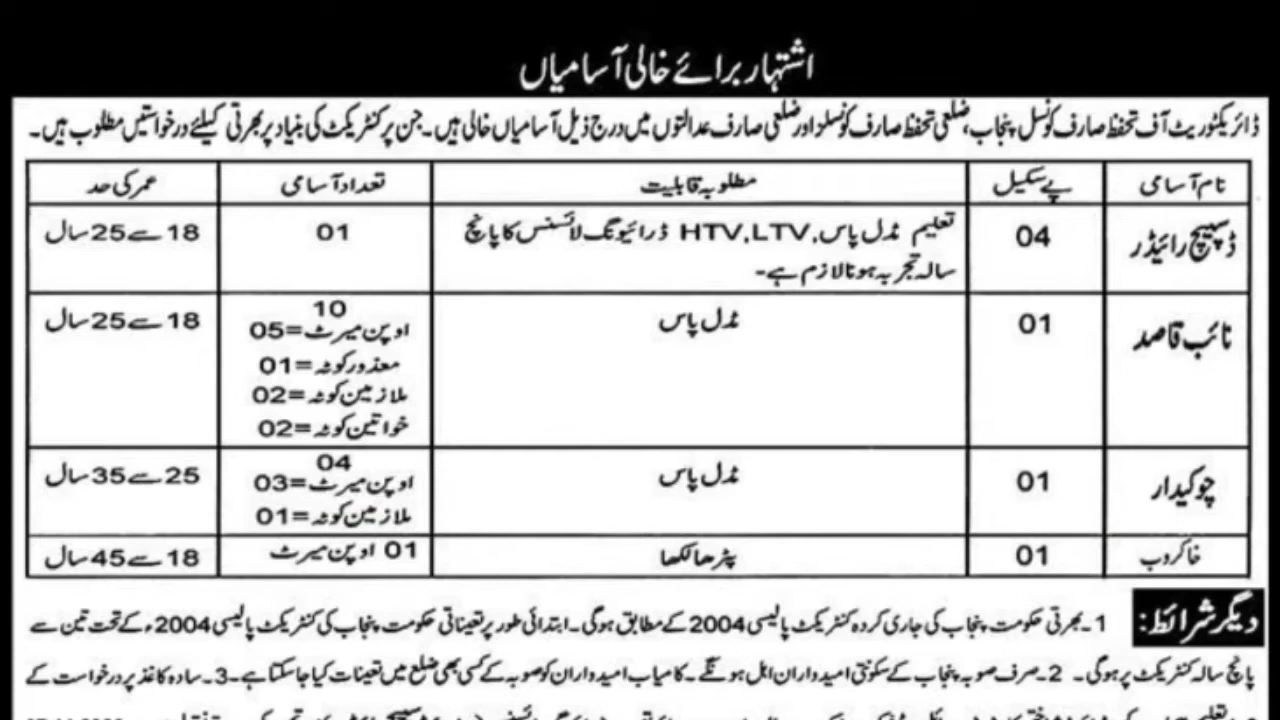 اشتہار برائے خالی آسامیاں
ڈائریکٹوریٹ آف تحفظ صارف کونسل پنجاب، ضلعی تحفظ صارف کونسلز اور ضلعی صارف عدالتوں میں درج ذیل آسامیاں خالی ہیں۔ جن پر کنٹریکٹ کی بنیاد پر بھرتی کیلئے درخواستیں مطلوب ہیں۔
نام آسامی پے سکیل مطلوبہ قابلیت تعداد آسامی عمر کی حد
ڈسپیچ رائیڈر 04 تعلیم مڈل پاس، HTV,LTV ڈرائیونگ لائسنس کا پانچ 01 18 سے 25 سال
سالہ تجربہ ہونا لازم ہے۔
نائب قاصد 01 مڈل پاس 10 18 سے 25 سال
اوپن میرٹ=05
معذور کوٹہ=01
ملازمین کوٹہ=02
خواتین کوٹہ=02
چوکیدار 01 مڈل پاس 04 25 سے 35 سال
اوپن میرٹ=03
ملازمین کوٹہ=01
خاکروب 01 پڑھا لکھا 01 اوپن میرٹ 18 سے 45 سال
دیگر شرائط: 1۔ بھرتی حکومت پنجاب کی جاری کردہ کنٹریکٹ پالیسی 2004 کے مطابق ہوگی۔ ابتدائی طور پر تعیناتی حکومت پنجاب کی کنٹریکٹ پالیسی 2004ء کے تحت تین سے
پانچ سالہ کنٹریکٹ پر ہوگی۔ 2۔ صرف صوبہ پنجاب کے سکونتی امیدواران اہل ہونگے۔ کامیاب امیدواران کو صوبہ کے کسی بھی ضلع میں تعینات کیا جا سکتا ہے۔ 3۔ سادہ کاغذ پر درخواست کے